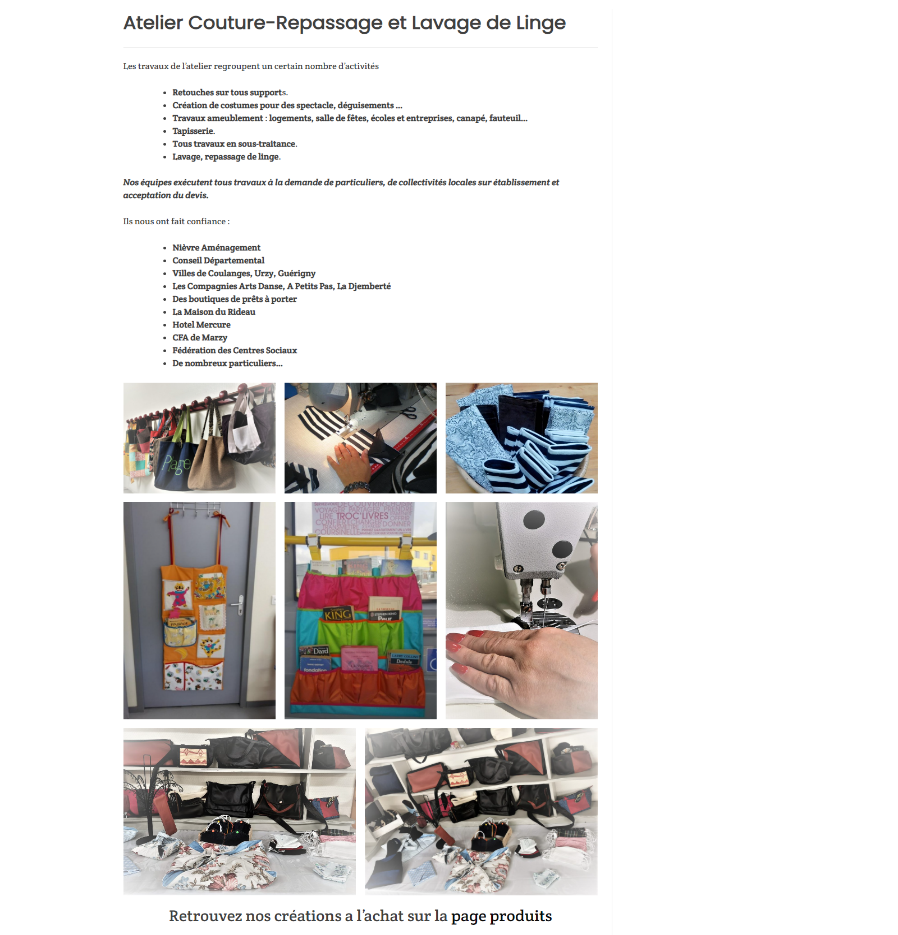 Atelier Couture-Repassage et Lavage de Linge
Les travaux de l'atelier regroupent un certain nombre d'activités
Retouches sur tous supports.
Création de costumes pour des spectacle, déguisements ...
Travaux ameublement : logements, salle de fêtes, écoles et entreprises, canapé, fauteuil...
Tapisserie.
Tous travaux en sous-traitance.
Lavage, repassage de linge.
Nos équipes exécutent tous travaux à la demande de particuliers, de collectivités locales sur établissement et
acceptation du devis.
Ils nous ont fait confiance :
Nièvre Aménagement
Conseil Départemental
Villes de Coulanges, Urzy, Guérigny
Les Compagnies Arts Danse, A Petits Pas, La Djemberté
Des boutiques de prêts à porter
La Maison du Rideau
Hotel Mercure
CFA de Marzy
Fédération des Centres Sociaux
De nombreux particuliers...
LIRE TROC'LIVRES
KING
Retrouvez nos créations a l'achat sur la page produits